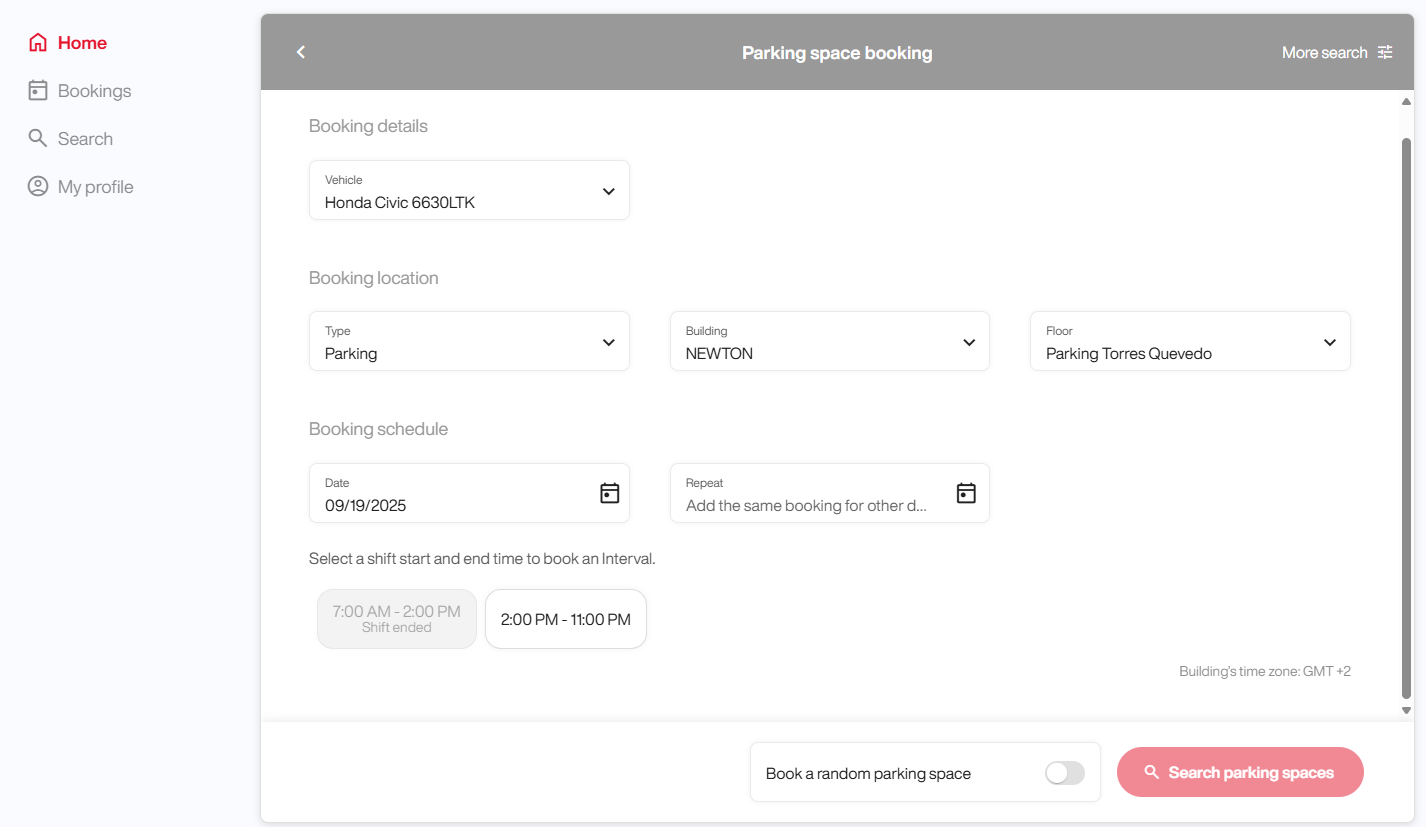 Home
Bookings
Search
My profile
Parking space booking
More search
Booking details
Vehicle
Honda Civic 6630LTK
Booking location
Type
Parking
Building
NEWTON
Floor
Parking Torres Quevedo
Booking schedule
Date
09/19/2025
Repeat
Add the same booking for other d...
Select a shift start and end time to book an Interval.
7:00 AM - 2:00 PM
Shift ended
2:00 PM - 11:00 PM
Building's time zone: GMT +2
Book a random parking space
Search parking spaces